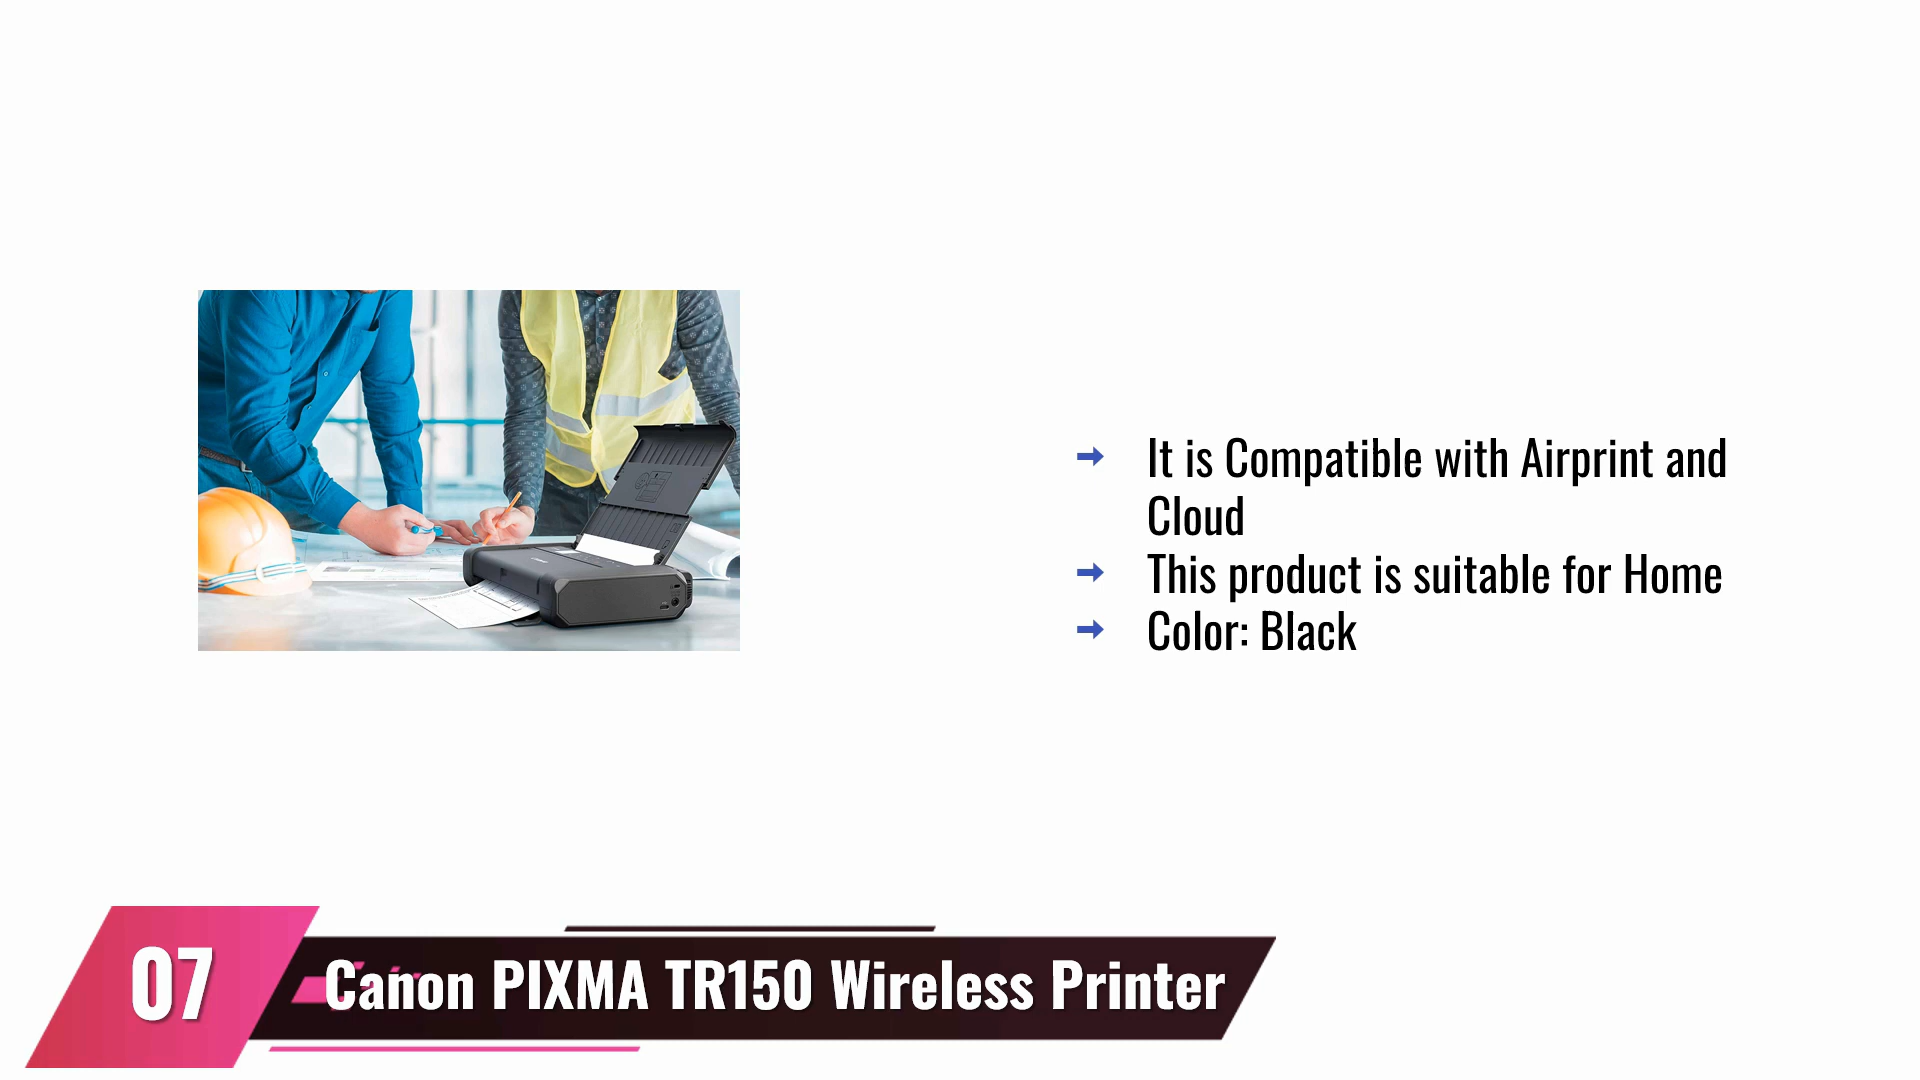 It is Compatible with Airprint and
Cloud
This product is suitable for Home
Color: Black
07
Canon PIXMA TR150 Wireless Printer